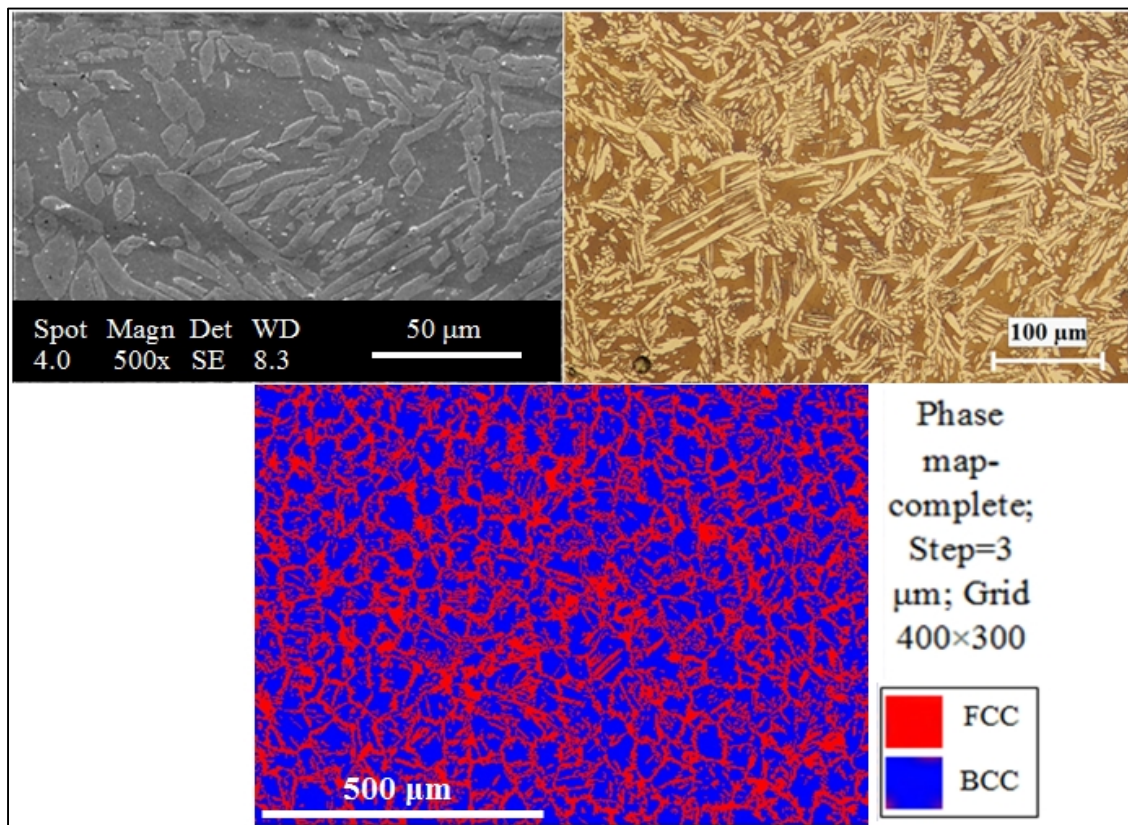 Spot Magn Det WD
4.0 500x SE 8.3
50 μm
100 μm
500 μm
Phase
map-
complete;
Step=3
μm; Grid
400×300
FCC
BCC